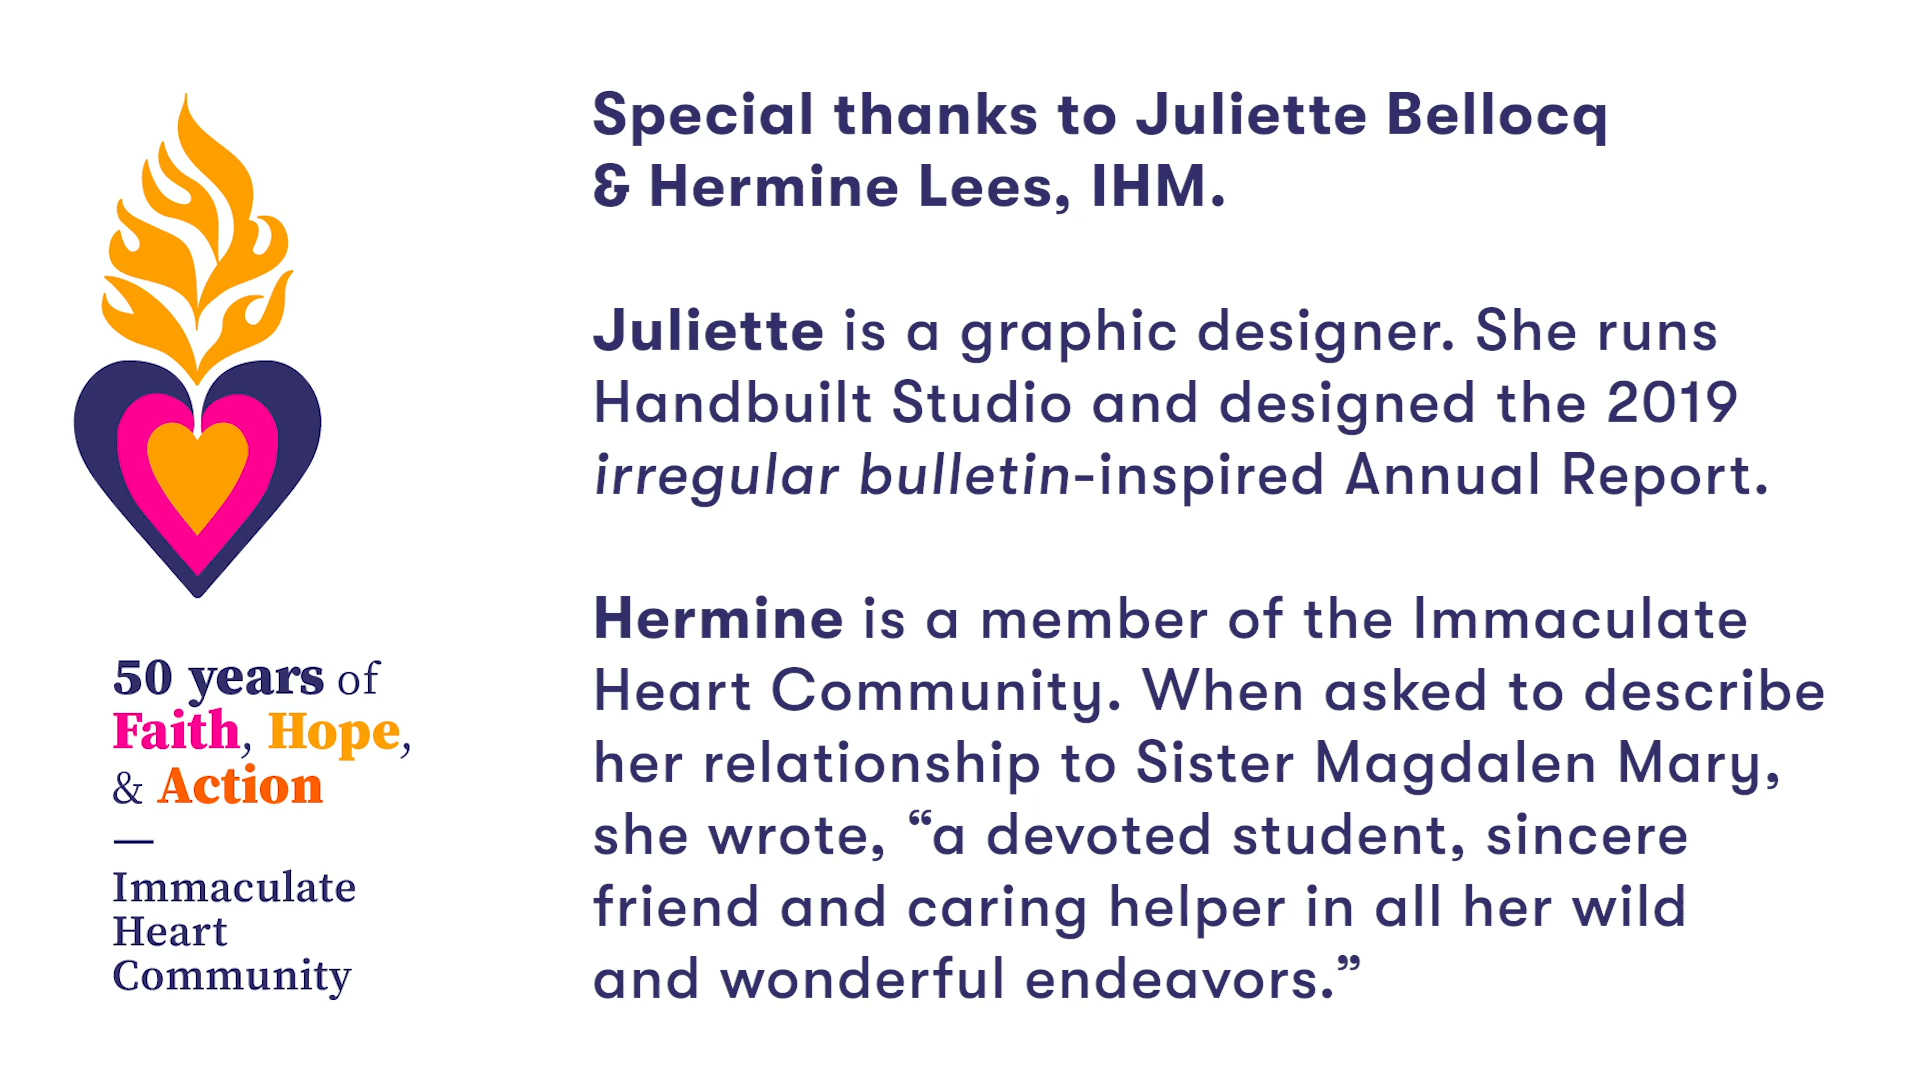 Special thanks to Juliette Bellocq
& Hermine Lees, IHM.
Juliette is a graphic designer. She runs
Handbuilt Studio and designed the 2019
irregular bulletin-inspired Annual Report.
Hermine is a member of the Immaculate
Heart Community. When asked to describe
her relationship to Sister Magdalen Mary,
she wrote, “a devoted student, sincere
friend and caring helper in all her wild
and wonderful endeavors.”
50 years of
Faith, Hope,
& Action
—
Immaculate
Heart
Community